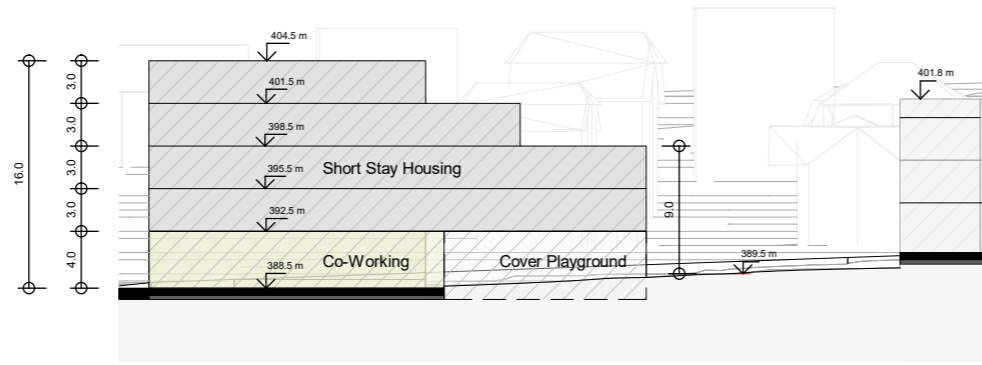 404.5 m
401.5 m
401.8 m
398.5 m
395.5 m
Short Stay Housing
392.5 m
Co-Working
Cover Playground
388.5 m
389.5 m
16.0
3.0
3.0
3.0
3.0
4.0
9.0